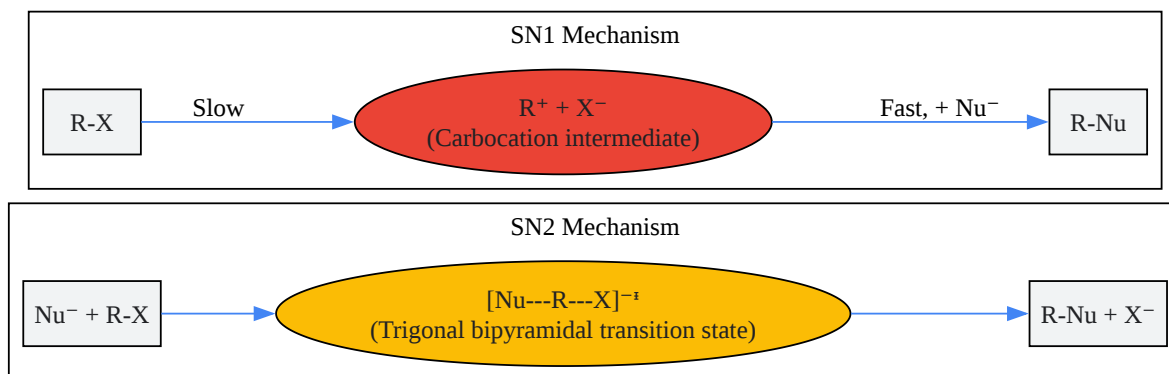 SN1 Mechanism
R-X
Slow
R⁺ + X⁻
(Carbocation intermediate)
Fast, + Nu⁻
R-Nu
SN2 Mechanism
Nu⁻ + R-X
[Nu---R---X]⁻‡
(Trigonal bipyramidal transition state)
R-Nu + X⁻